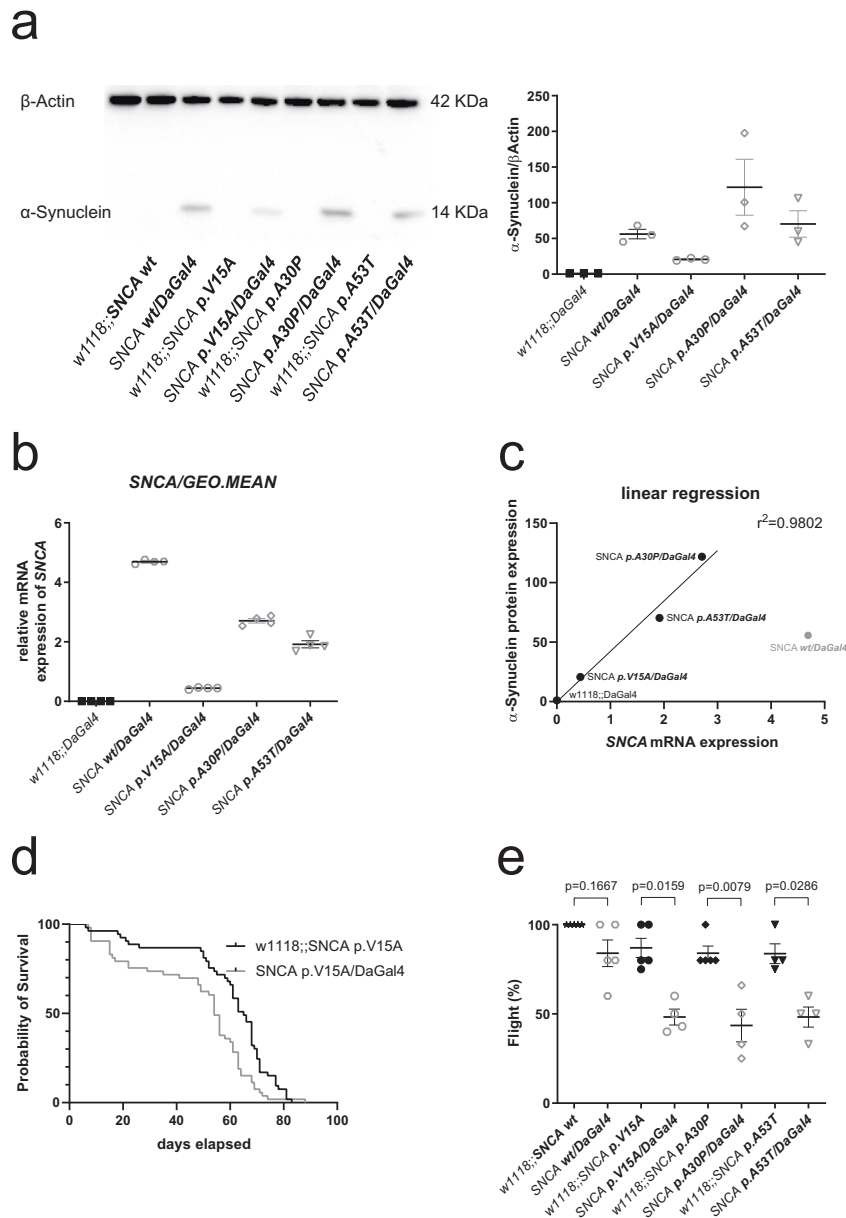 a
β-Actin
42 KDa
α-Synuclein
14 KDa
w1118;;SNCA wt
SNCA wt/DaGal4
w1118;;SNCA p.V15A
SNCA p.V15A/DaGal4
w1118;;SNCA p.A30P
SNCA p.A30P/DaGal4
w1118;;SNCA p.A53T
SNCA p.A53T/DaGal4
α-Synuclein/βActin
250
200
150
100
50
0
w1118;;DaGal4
SNCA wt/DaGal4
SNCA p.V15A/DaGal4
SNCA p.A30P/DaGal4
SNCA p.A53T/DaGal4
b
SNCA/GEO.MEAN
relative mRNA
expression of SNCA
6
4
2
0
w1118;;DaGal4
SNCA wt/DaGal4
SNCA p.V15A/DaGal4
SNCA p.A30P/DaGal4
SNCA p.A53T/DaGal4
c
linear regression
r²=0.9802
α-Synuclein protein expression
150
100
50
0
SNCA p.A30P/DaGal4
SNCA p.A53T/DaGal4
SNCA wt/DaGal4
SNCA p.V15A/DaGal4
w1118;;DaGal4
0 1 2 3 4 5
SNCA mRNA expression
d
Probability of Survival
100
50
0
w1118;;SNCA p.V15A
SNCA p.V15A/DaGal4
0 20 40 60 80 100
days elapsed
e
p=0.1667 p=0.0159 p=0.0079 p=0.0286
Flight (%)
100
50
0
w1118;;SNCA wt
SNCA wt/DaGal4
w1118;;SNCA p.V15A
SNCA p.V15A/DaGal4
w1118;;SNCA p.A30P
SNCA p.A30P/DaGal4
w1118;;SNCA p.A53T
SNCA p.A53T/DaGal4